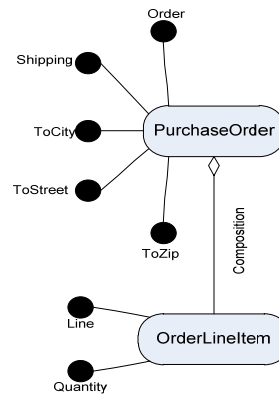 Order
Shipping
ToCity
PurchaseOrder
ToStreet
ToZip
Composition
Line
OrderLineItem
Quantity